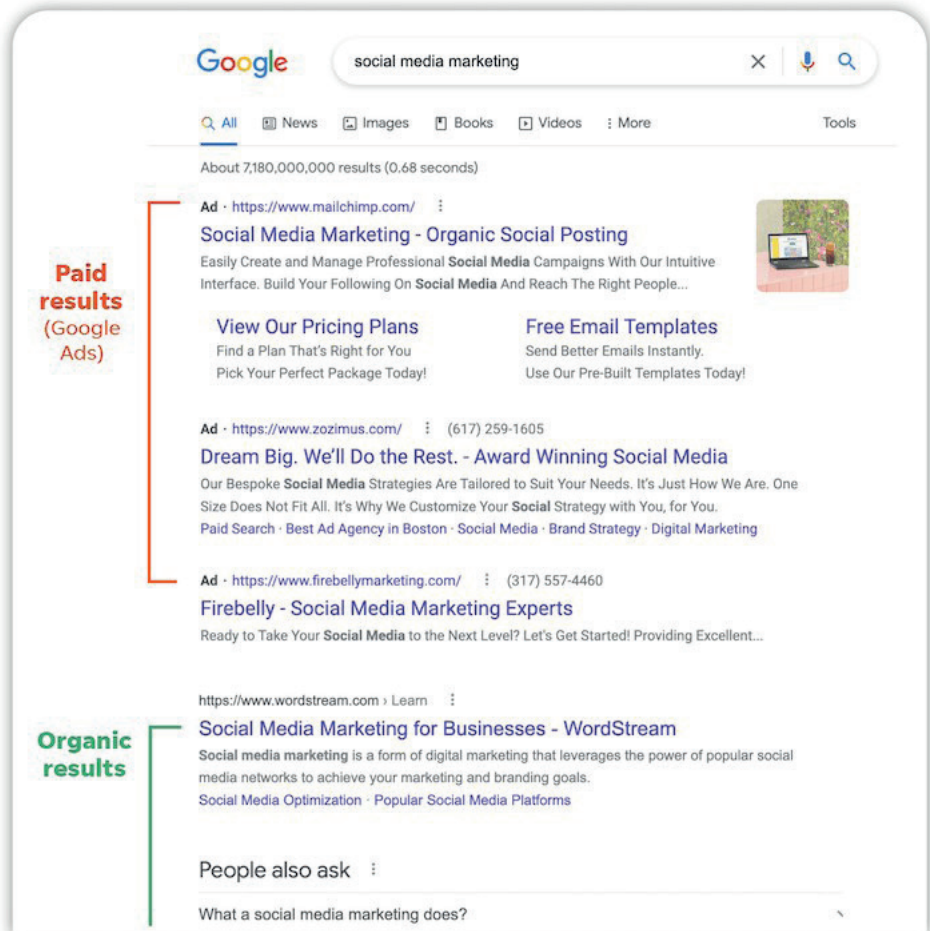 Google
social media marketing
All News Images Books Videos More Tools
About 7,180,000,000 results (0.68 seconds)
Paid
results
(Google
Ads)
Ad · https://www.mailchimp.com/
Social Media Marketing - Organic Social Posting
Easily Create and Manage Professional Social Media Campaigns With Our Intuitive
Interface. Build Your Following On Social Media And Reach The Right People...
View Our Pricing Plans
Find a Plan That's Right for You
Pick Your Perfect Package Today!
Free Email Templates
Send Better Emails Instantly.
Use Our Pre-Built Templates Today!
Ad · https://www.zozimus.com/ (617) 259-1605
Dream Big. We'll Do the Rest. - Award Winning Social Media
Our Bespoke Social Media Strategies Are Tailored to Suit Your Needs. It's Just How We Are. One
Size Does Not Fit All. It's Why We Customize Your Social Strategy with You, for You.
Paid Search · Best Ad Agency in Boston · Social Media · Brand Strategy · Digital Marketing
Ad · https://www.firebellymarketing.com/ (317) 557-4460
Firebelly - Social Media Marketing Experts
Ready to Take Your Social Media to the Next Level? Let's Get Started! Providing Excellent...
Organic
results
https://www.wordstream.com › Learn
Social Media Marketing for Businesses - WordStream
Social media marketing is a form of digital marketing that leverages the power of popular social
media networks to achieve your marketing and branding goals.
Social Media Optimization · Popular Social Media Platforms
People also ask
What a social media marketing does?